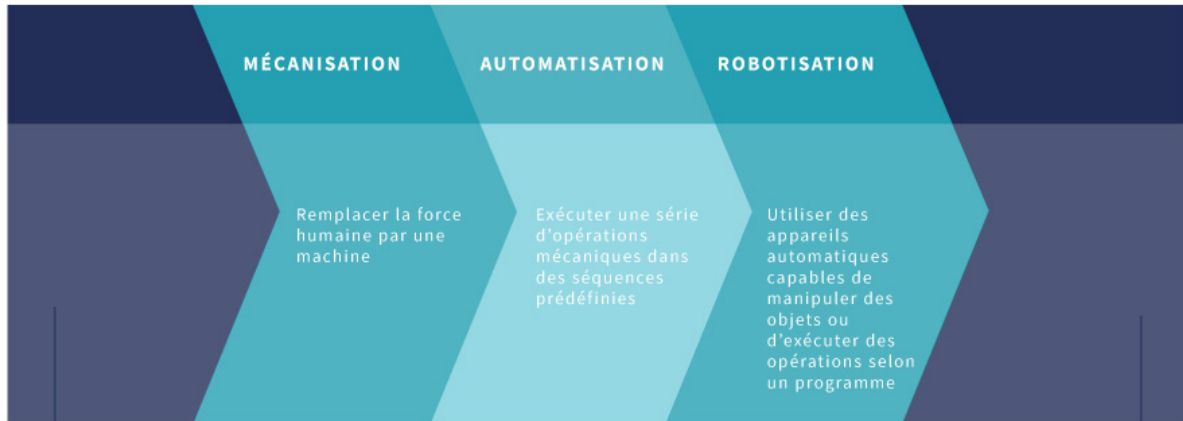 MÉCANISATION
AUTOMATISATION
ROBOTISATION
Remplacer la force
humaine par une
machine
Exécuter une série
d'opérations
mécaniques dans
des séquences
prédéfinies
Utiliser des
appareils
automatiques
capables de
manipuler des
objets ou
d’exécuter des
opérations selon
un programme